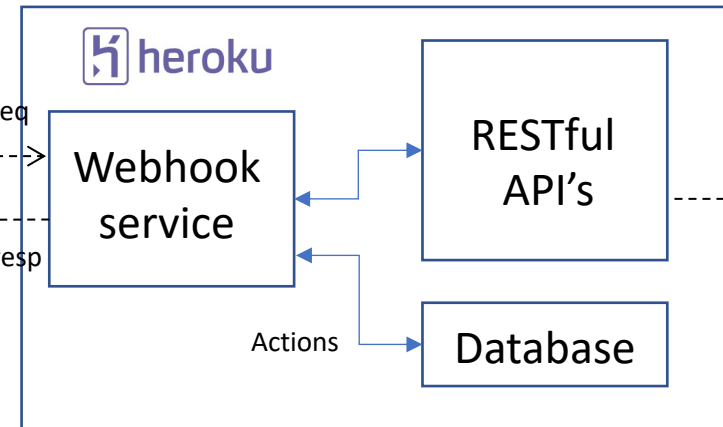 heroku
eq
Webhook
service
esp
RESTful
API's
Actions
Database